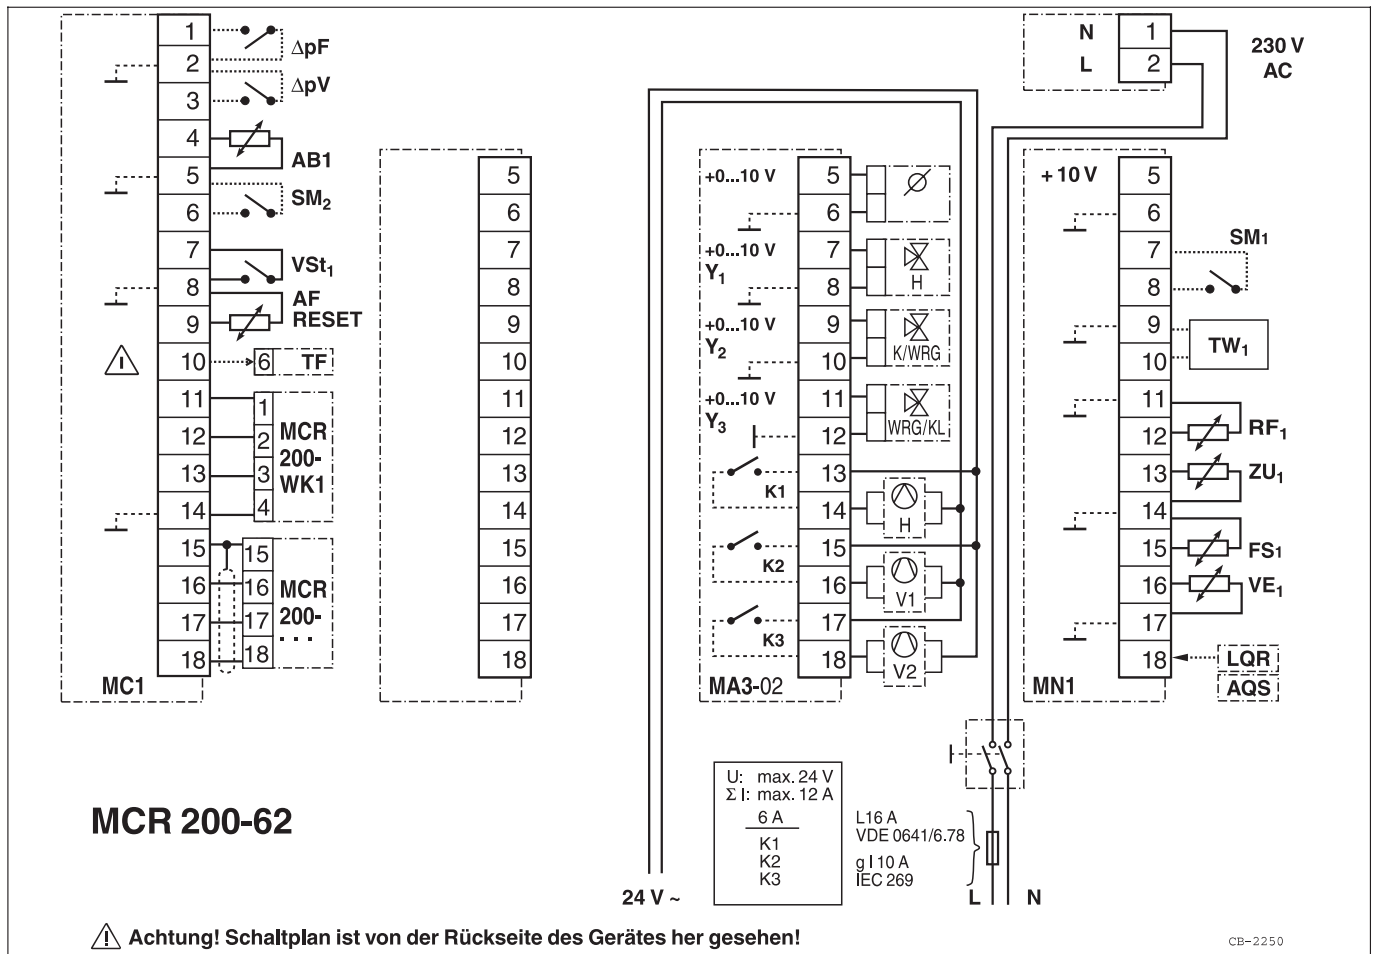 1
2
3
4
5
6
7
8
9
10
11
12
13
14
15
16
17
18
MC1
ΔpF
ΔpV
AB1
SM2
VSt1
AF
RESET
6 TF
1
2
3
4
MCR
200-
WK1
15
16
17
18
MCR
200-
. . .
5
6
7
8
9
10
11
12
13
14
15
16
17
18
+0...10 V
+0...10 V
Y1
+0...10 V
Y2
+0...10 V
Y3
K1
K2
K3
5
6
7
8
9
10
11
12
13
14
15
16
17
18
MA3-02
H
K/WRG
WRG/KL
H
V1
V2
N
L
1
2
230 V
AC
+ 10 V
5
6
7
8
9
10
11
12
13
14
15
16
17
18
MN1
SM1
TW1
RF1
ZU1
FS1
VE1
LQR
AQS
MCR 200-62
24 V ~
U: max. 24 V
Σ I: max. 12 A
6 A
K1
K2
K3
L16 A
VDE 0641/6.78
g I 10 A
IEC 269
L N
Achtung! Schaltplan ist von der Rückseite des Gerätes her gesehen!
CB-2250